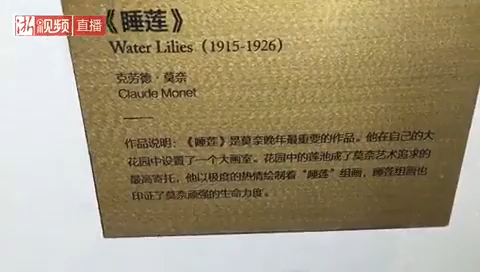 浙视频 直播
《睡莲》
Water Lilies（1915-1926）
克劳德·莫奈
Claude Monet
作品说明：《睡莲》是莫奈晚年最重要的作品。他在自己的大
花园中设置了一个大画室。花园中的莲池成了莫奈艺术追求的
最高寄托，他以极度的热情绘制着“睡莲”组画，睡莲组画也
印证了莫奈顽强的生命力度。